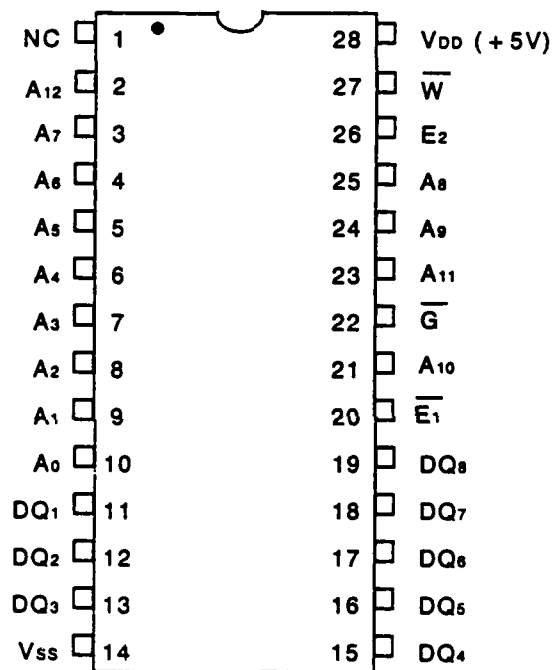 NC 1 28 VDD (+5V)
A12 2 27 W
A7 3 26 E2
A6 4 25 A8
A5 5 24 A9
A4 6 23 A11
A3 7 22 G
A2 8 21 A10
A1 9 20 E1
A0 10 19 DQ8
DQ1 11 18 DQ7
DQ2 12 17 DQ6
DQ3 13 16 DQ5
Vss 14 15 DQ4